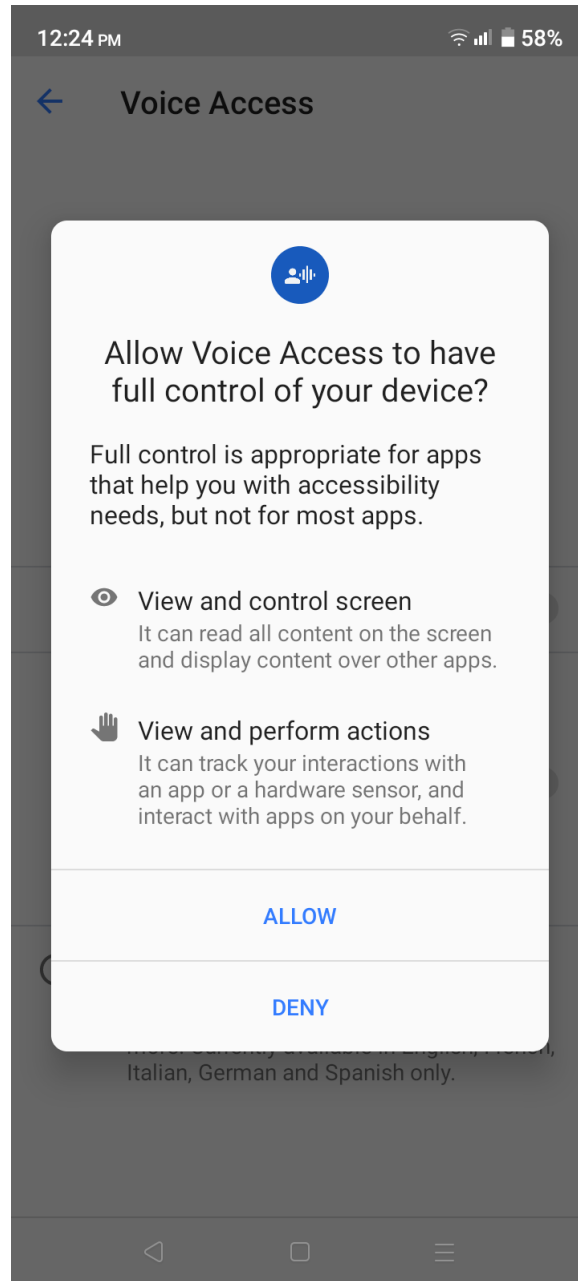 12:24 PM 58%
Voice Access
Allow Voice Access to have
full control of your device?
Full control is appropriate for apps
that help you with accessibility
needs, but not for most apps.
View and control screen
It can read all content on the screen
and display content over other apps.
View and perform actions
It can track your interactions with
an app or a hardware sensor, and
interact with apps on your behalf.
ALLOW
DENY
Italian, German and Spanish only.